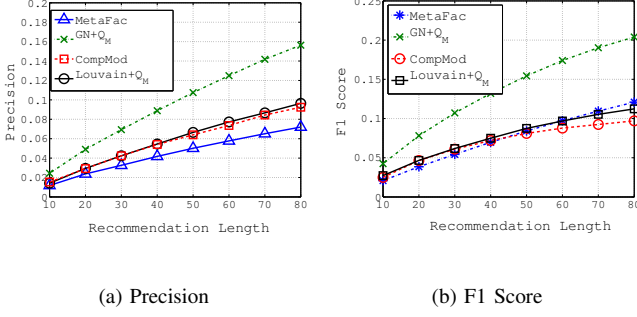 0.2
0.18
0.16
0.14
0.12
0.1
0.08
0.06
0.04
0.02
0
Precision
MetaFac
GN+Q_M
CompMod
Louvain+Q_M
10 20 30 40 50 60 70 80
Recommendation Length
(a) Precision
0.25
0.2
0.15
0.1
0.05
0
F1 Score
MetaFac
GN+Q_M
CompMod
Louvain+Q_M
10 20 30 40 50 60 70 80
Recommendation Length
(b) F1 Score